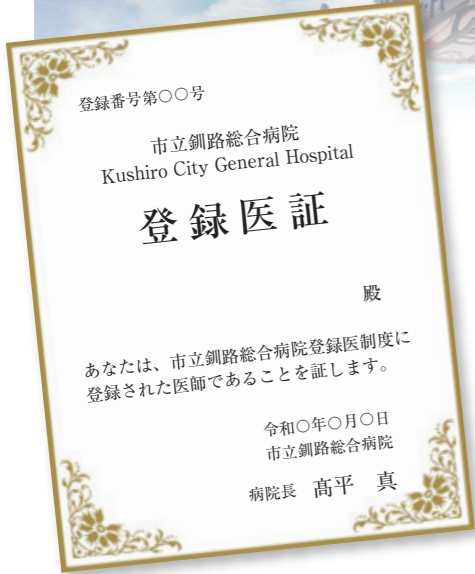 登録番号第○○号
市立釧路総合病院
Kushiro City General Hospital
登録医証
殿
あなたは、市立釧路総合病院登録医制度に
登録された医師であることを証します。
令和○年○月○日
市立釧路総合病院
病院長 髙平 真